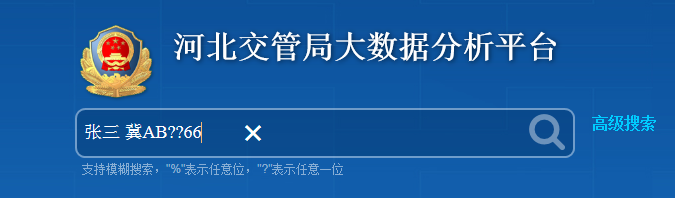 河北交管局大数据分析平台
张三 冀AB??66
高级搜索
支持模糊搜索，"%"表示任意位，"?"表示任意一位